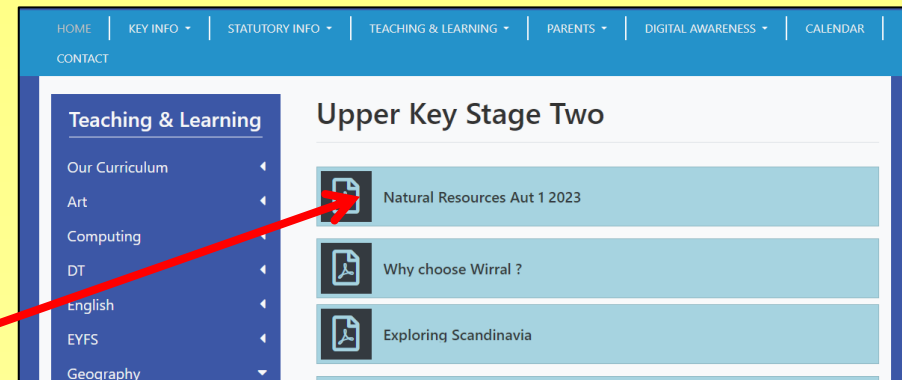 HOME KEY INFO STATUTORY INFO TEACHING & LEARNING PARENTS DIGITAL AWARENESS CALENDAR
CONTACT
Teaching & Learning
Our Curriculum
Art
Computing
DT
English
EYFS
Geography
Upper Key Stage Two
Natural Resources Aut 1 2023
Why choose Wirral ?
Exploring Scandinavia